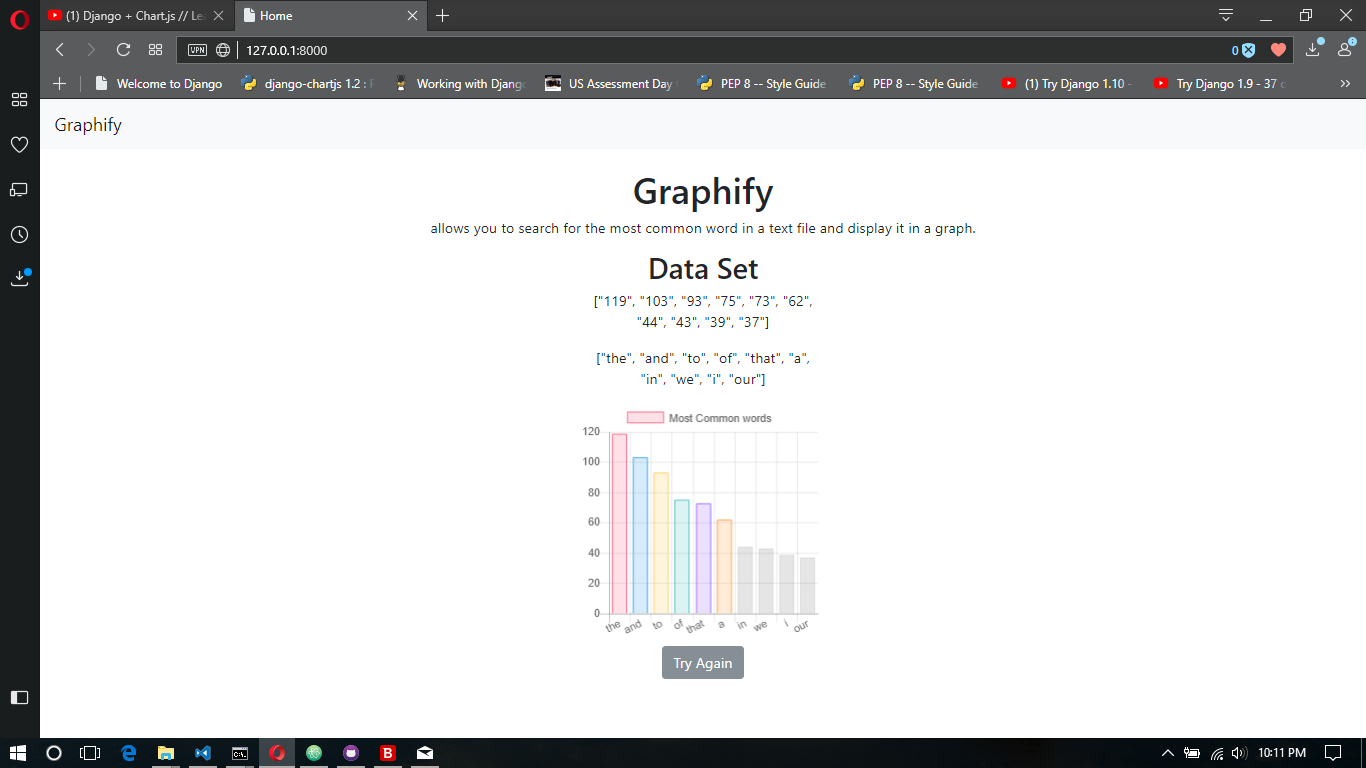 (1) Django + Chart.js // Le
Home
VPN
127.0.0.1:8000
0
Welcome to Django
django-chartjs 1.2 :
Working with Djang
US Assessment Day
PEP 8 -- Style Guide
PEP 8 -- Style Guide
(1) Try Django 1.10 -
Try Django 1.9 - 37
Graphify
Graphify
allows you to search for the most common word in a text file and display it in a graph.
Data Set
["119", "103", "93", "75", "73", "62",
"44", "43", "39", "37"]
["the", "and", "to", "of", "that", "a",
"in", "we", "i", "our"]
Most Common words
120
100
80
60
40
20
0
the and to of that a in we i our
Try Again
C:\.
B
10:11 PM